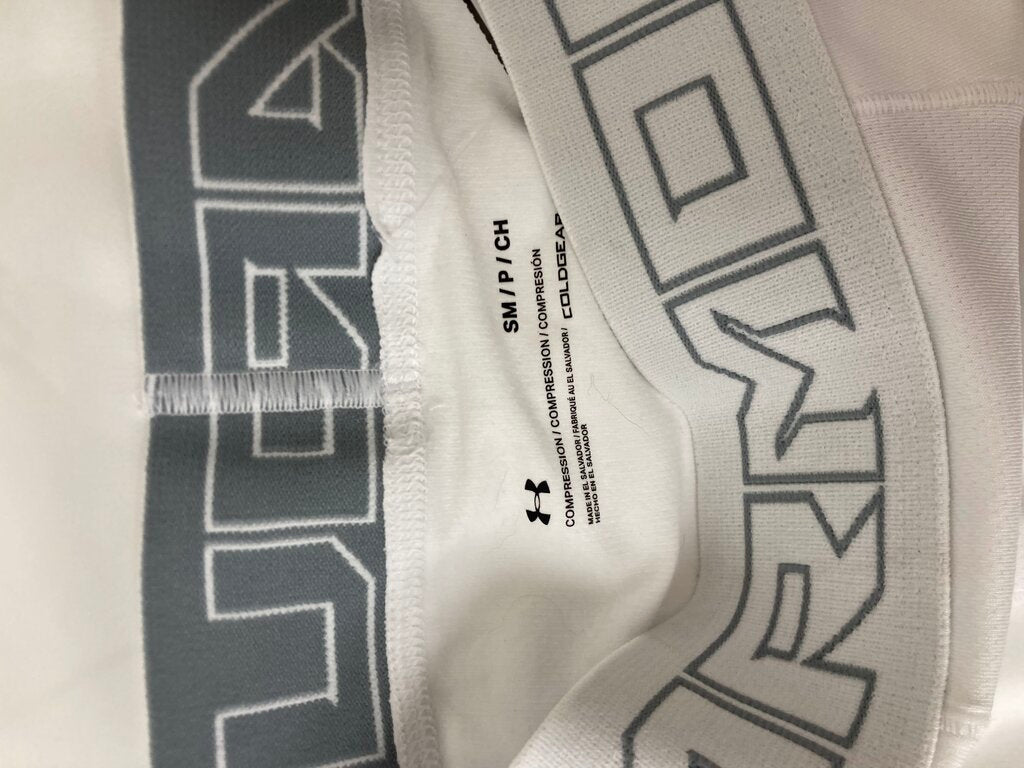 SM / P / CH
COMPRESSION / COMPRESSION / COMPRESIÓN
MADE IN EL SALVADOR / FABRIQUÉ AU EL SALVADOR /
HECHO EN EL SALVADOR
COLDGEAR